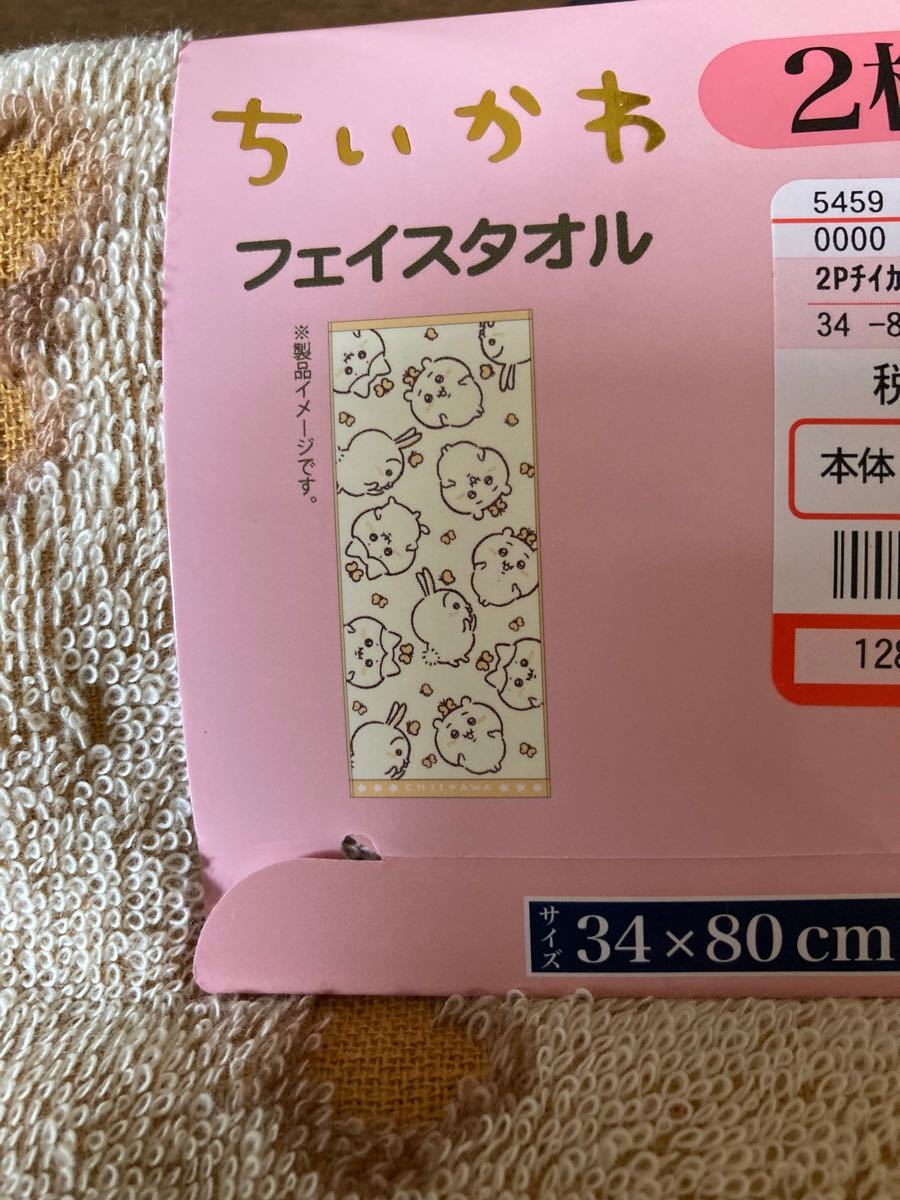 ちいかわ
2枚
フェイスタオル
※製品イメージです。
CHIIKAWA
5459
0000
2Pチイカ
34 -8
税
本体
128
サイズ 34×80cm